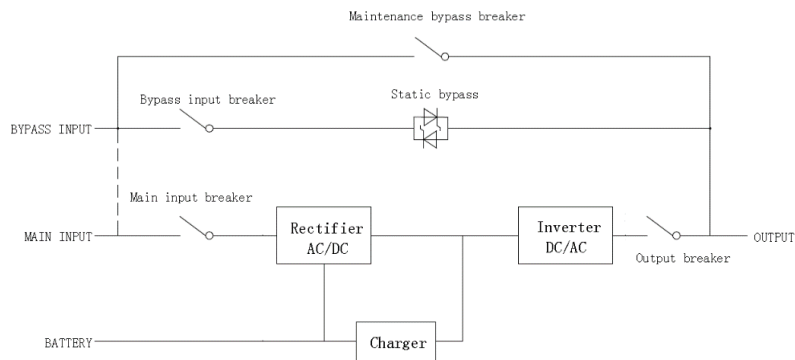 Maintenance bypass breaker
Bypass input breaker
Static bypass
BYPASS INPUT
Main input breaker
Rectifier
AC/DC
Inverter
DC/AC
MAIN INPUT
OUTPUT
Output breaker
BATTERY
Charger